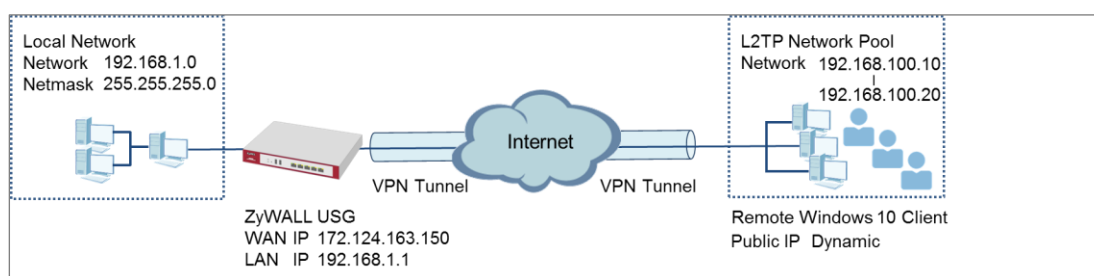 Local Network
Network 192.168.1.0
Netmask 255.255.255.0
L2TP Network Pool
Network 192.168.100.10
|
192.168.100.20
Internet
VPN Tunnel
VPN Tunnel
ZyWALL USG
WAN IP 172.124.163.150
LAN IP 192.168.1.1
Remote Windows 10 Client
Public IP Dynamic